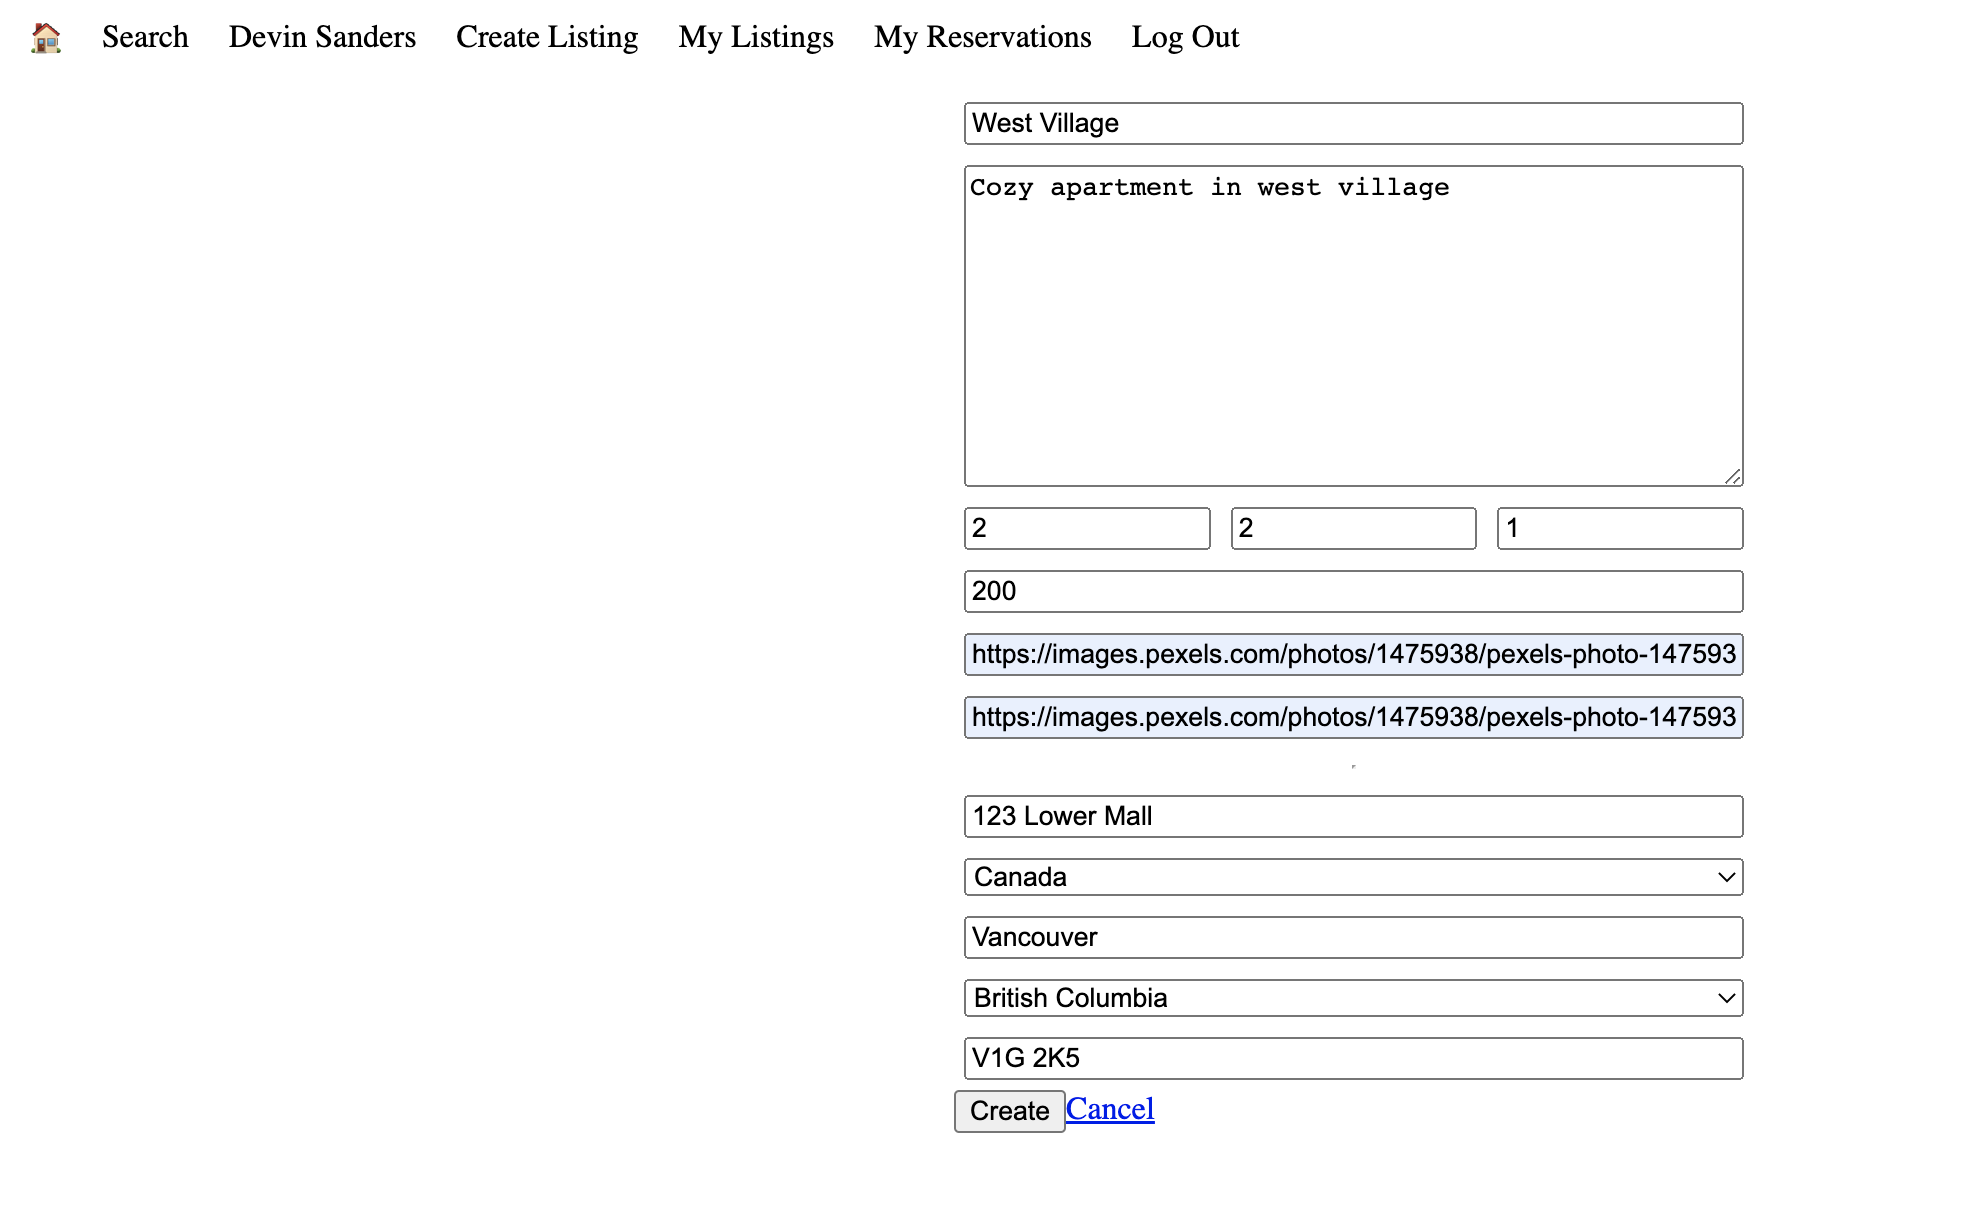 Search Devin Sanders Create Listing My Listings My Reservations Log Out
West Village
Cozy apartment in west village
2 2 1
200
https://images.pexels.com/photos/1475938/pexels-photo-147593
https://images.pexels.com/photos/1475938/pexels-photo-147593
123 Lower Mall
Canada
Vancouver
British Columbia
V1G 2K5
Create Cancel